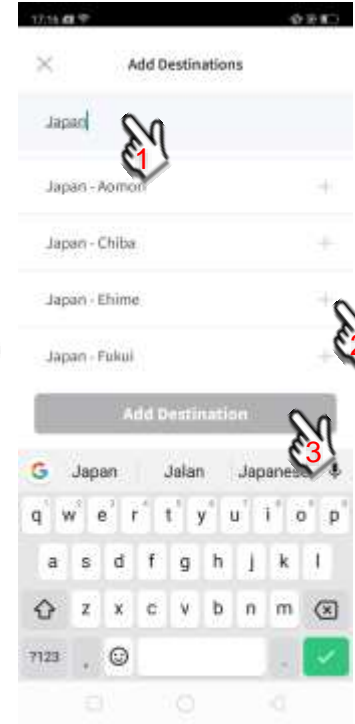 17:16
Add Destinations
Japan
1
Japan - Aomori
Japan - Chiba
Japan - Ehime
2
Japan - Fukui
Add Destination
3
G Japan Jalan Japanese
q w e r t y u i o p
a s d f g h j k l
z x c v b n m
?123 , .